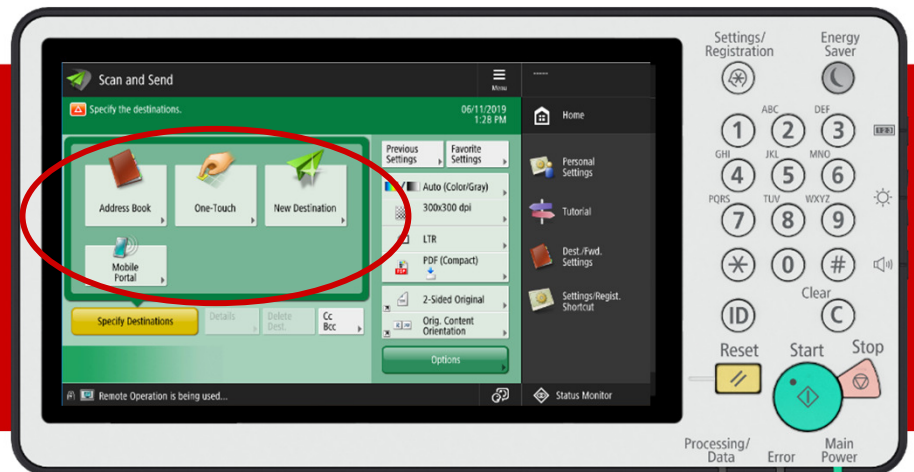 Settings/
Registration
Energy
Saver
Scan and Send
Menu
Specify the destinations.
06/11/2019
1:28 PM
Home
Previous
Settings
Favorite
Settings
Address Book
One-Touch
New Destination
Mobile
Portal
Auto (Color/Gray)
300x300 dpi
LTR
PDF (Compact)
2-Sided Original
Orig. Content
Orientation
Options
Personal
Settings
Tutorial
Dest./Fwd.
Settings
Settings/Regist.
Shortcut
Specify Destinations
Details
Delete
Dest.
Cc
Bcc
Remote Operation is being used...
Status Monitor
ABC DEF
1 2 3
GHI JKL MNO
4 5 6
PQRS TUV WXYZ
7 8 9
0 #
Clear
ID C
Reset Start Stop
Processing/
Data
Error
Main
Power